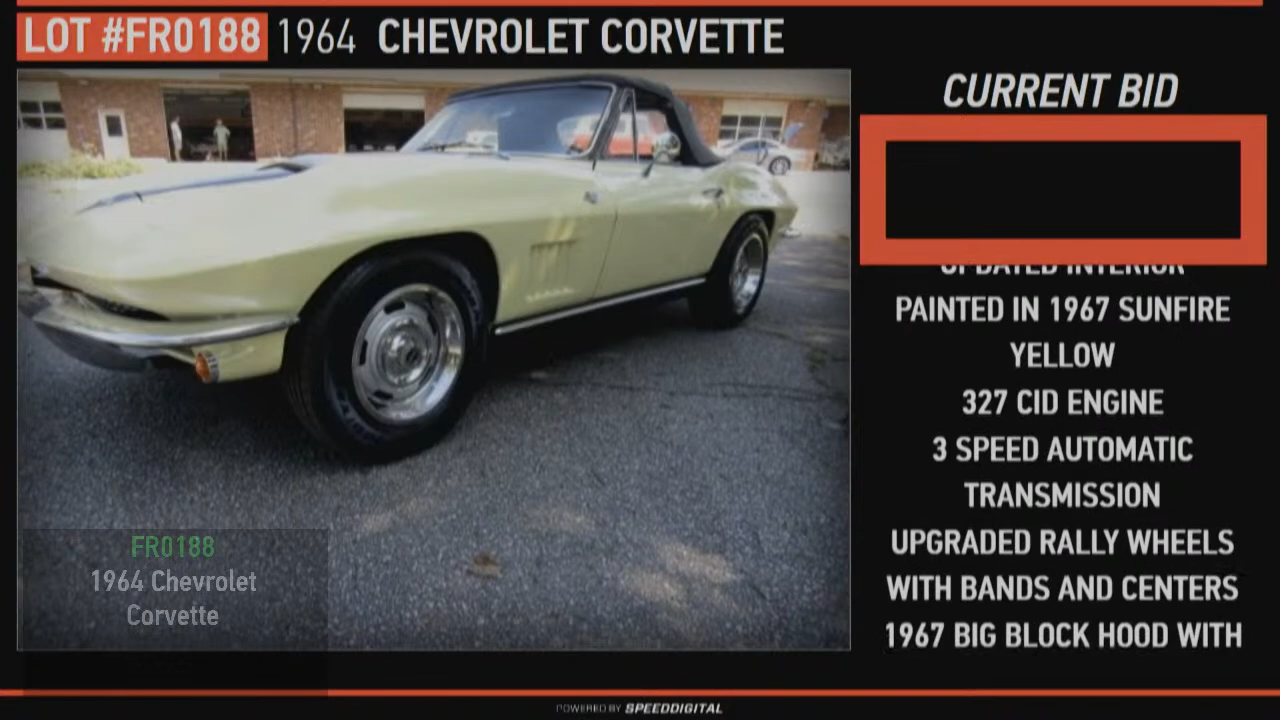 LOT #FR0188 1964 CHEVROLET CORVETTE
CURRENT BID
UPDATED INTERIOR
PAINTED IN 1967 SUNFIRE
YELLOW
327 CID ENGINE
3 SPEED AUTOMATIC
TRANSMISSION
UPGRADED RALLY WHEELS
WITH BANDS AND CENTERS
1967 BIG BLOCK HOOD WITH
FR0188
1964 Chevrolet
Corvette
POWERED BY SPEEDDIGITAL